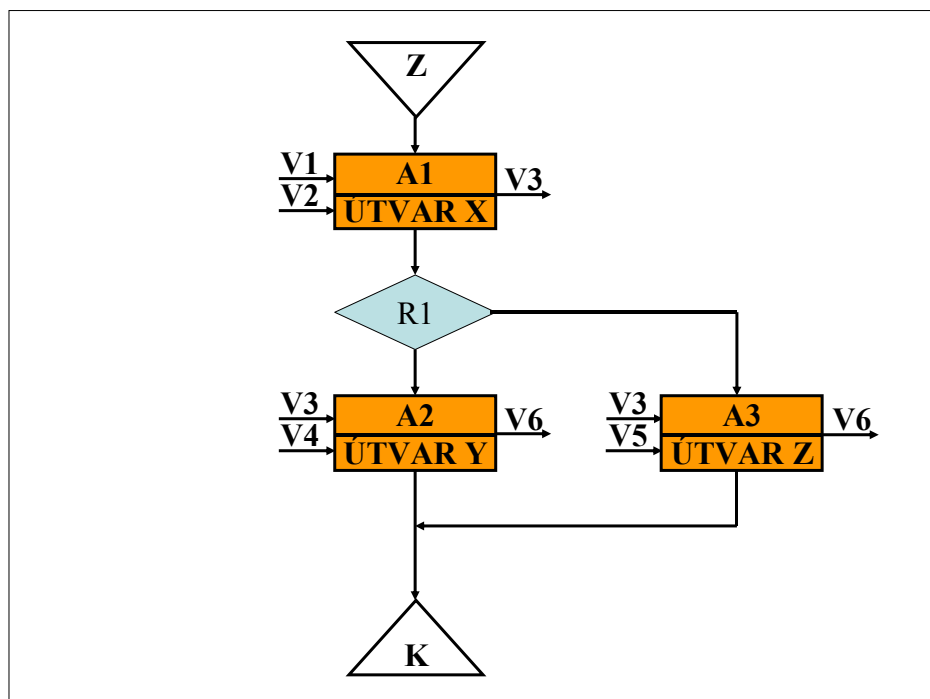 Z
V1
A1
V3
V2
ÚTVAR X
R1
V3
A2
V6
V4
ÚTVAR Y
V3
A3
V6
V5
ÚTVAR Z
K